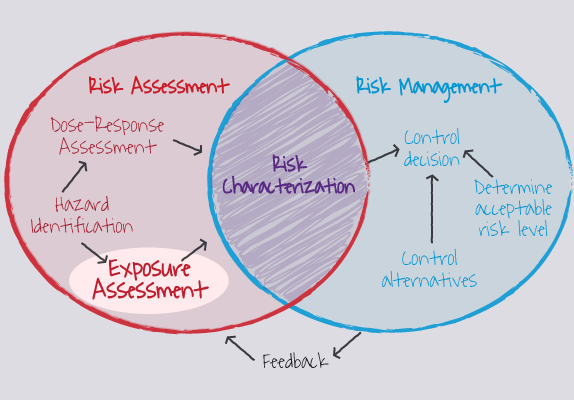 Risk Assessment
Dose-Response
Assessment
Hazard
Identification
Exposure
Assessment
Risk
Characterization
Risk Management
Control
decision
Determine
acceptable
risk level
Control
alternatives
Feedback